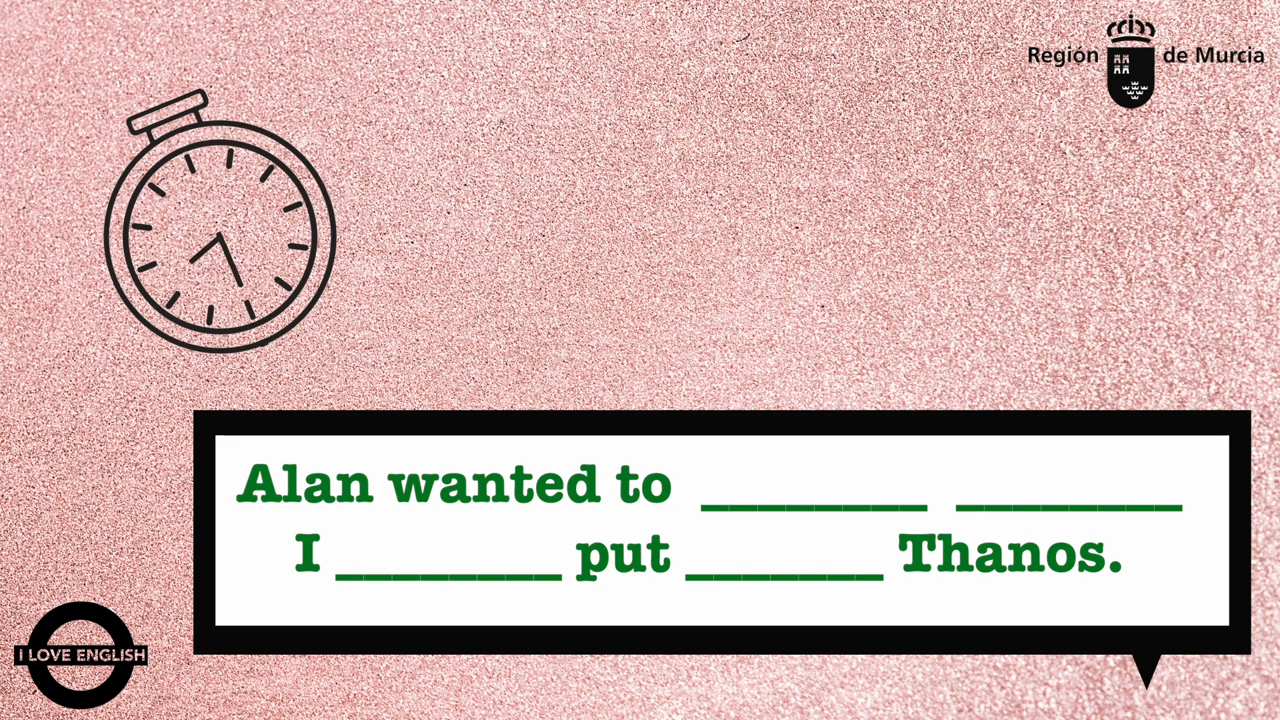 Región de Murcia
Alan wanted to ________ ________
I ________ put _______ Thanos.
I LOVE ENGLISH